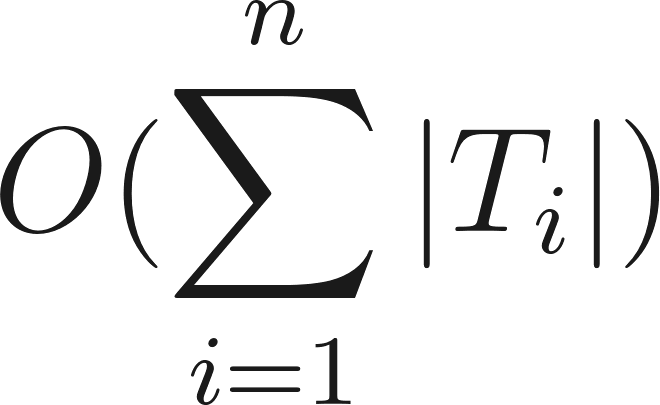 O(∑_{i=1}^{n} |T_i|)